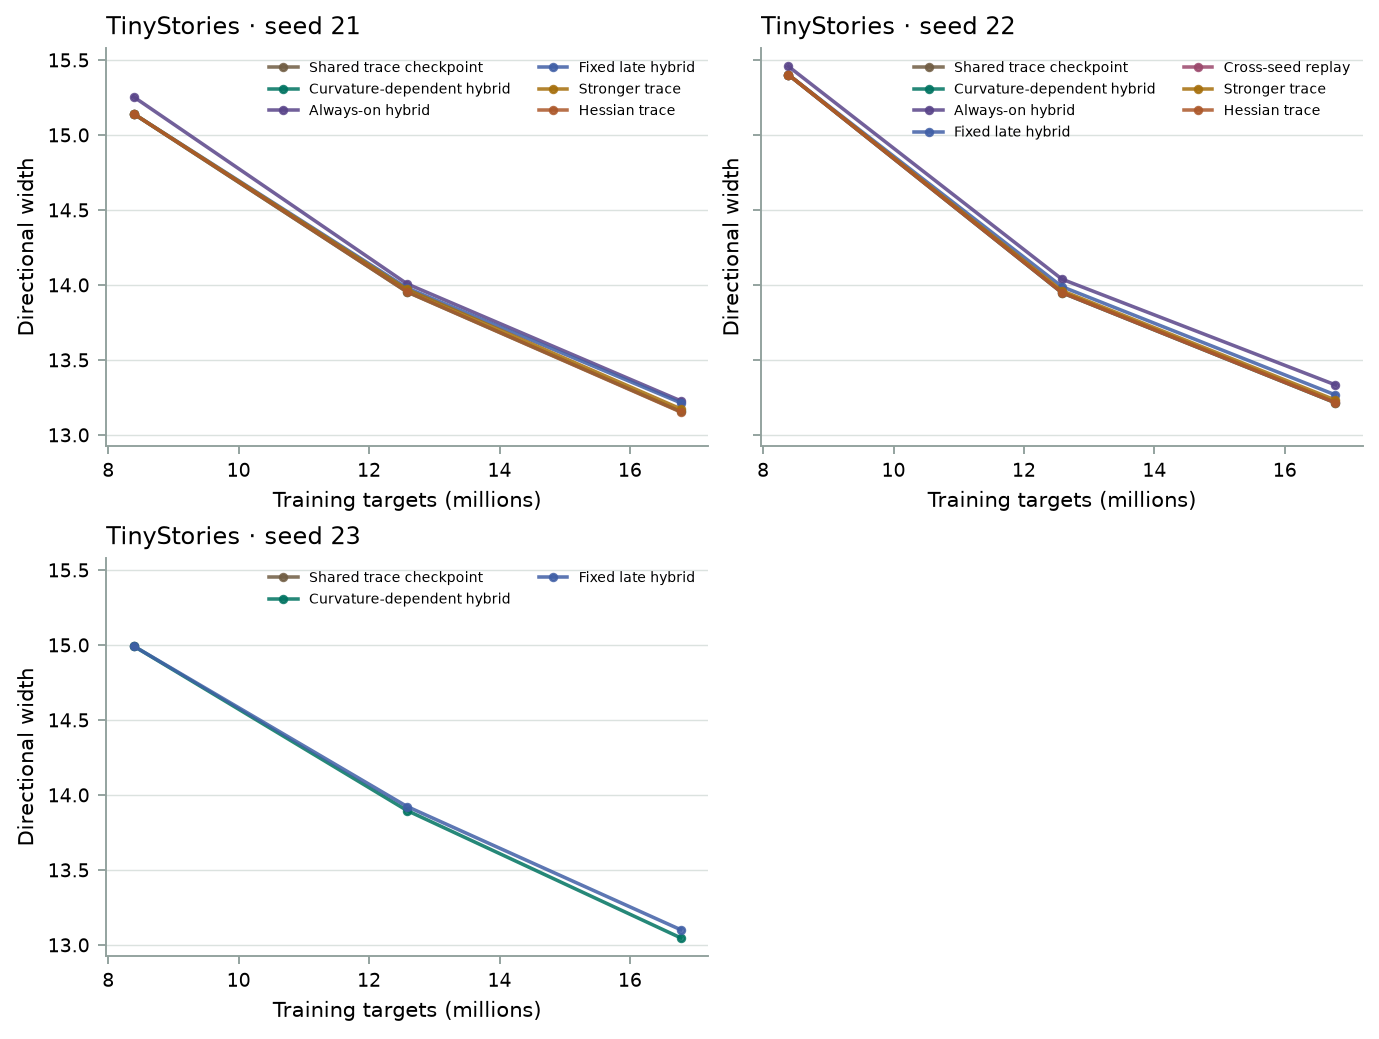 TinyStories · seed 21
Directional width
15.5
15.0
14.5
14.0
13.5
13.0
Shared trace checkpoint
Curvature-dependent hybrid
Always-on hybrid
Fixed late hybrid
Stronger trace
Hessian trace
8 10 12 14 16
Training targets (millions)
TinyStories · seed 22
Directional width
Shared trace checkpoint
Curvature-dependent hybrid
Always-on hybrid
Fixed late hybrid
Cross-seed replay
Stronger trace
Hessian trace
8 10 12 14 16
Training targets (millions)
TinyStories · seed 23
Directional width
15.5
15.0
14.5
14.0
13.5
13.0
Shared trace checkpoint
Curvature-dependent hybrid
Fixed late hybrid
8 10 12 14 16
Training targets (millions)